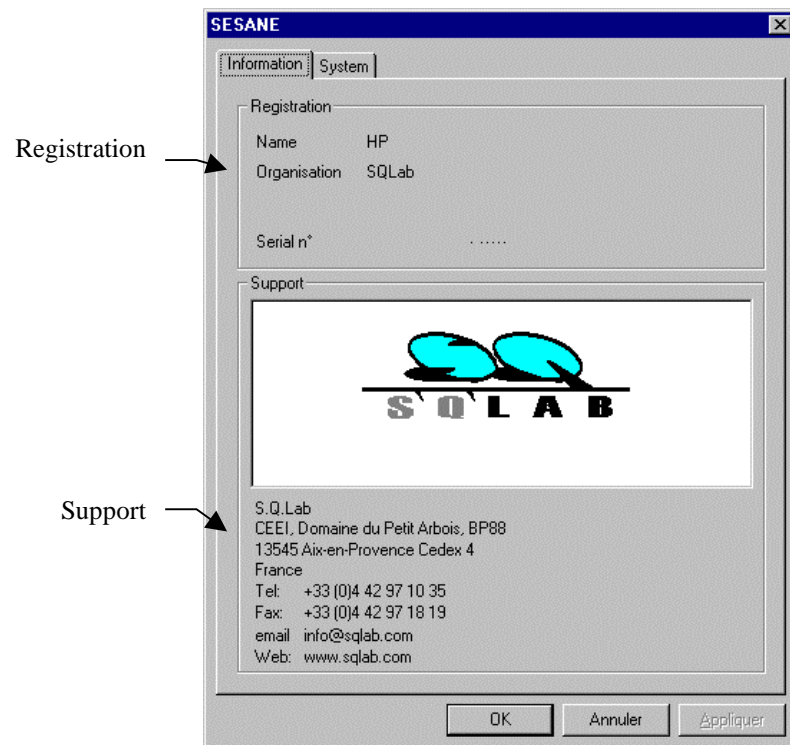 SESANE
Information System
Registration
Registration
Name HP
Organisation SQLab
Serial n° . .....
Support
S'Q'LAB
Support
S.Q.Lab
CEEI, Domaine du Petit Arbois, BP88
13545 Aix-en-Provence Cedex 4
France
Tel: +33 (0)4 42 97 10 35
Fax: +33 (0)4 42 97 18 19
email info@sqlab.com
Web: www.sqlab.com
OK Annuler Appliquer